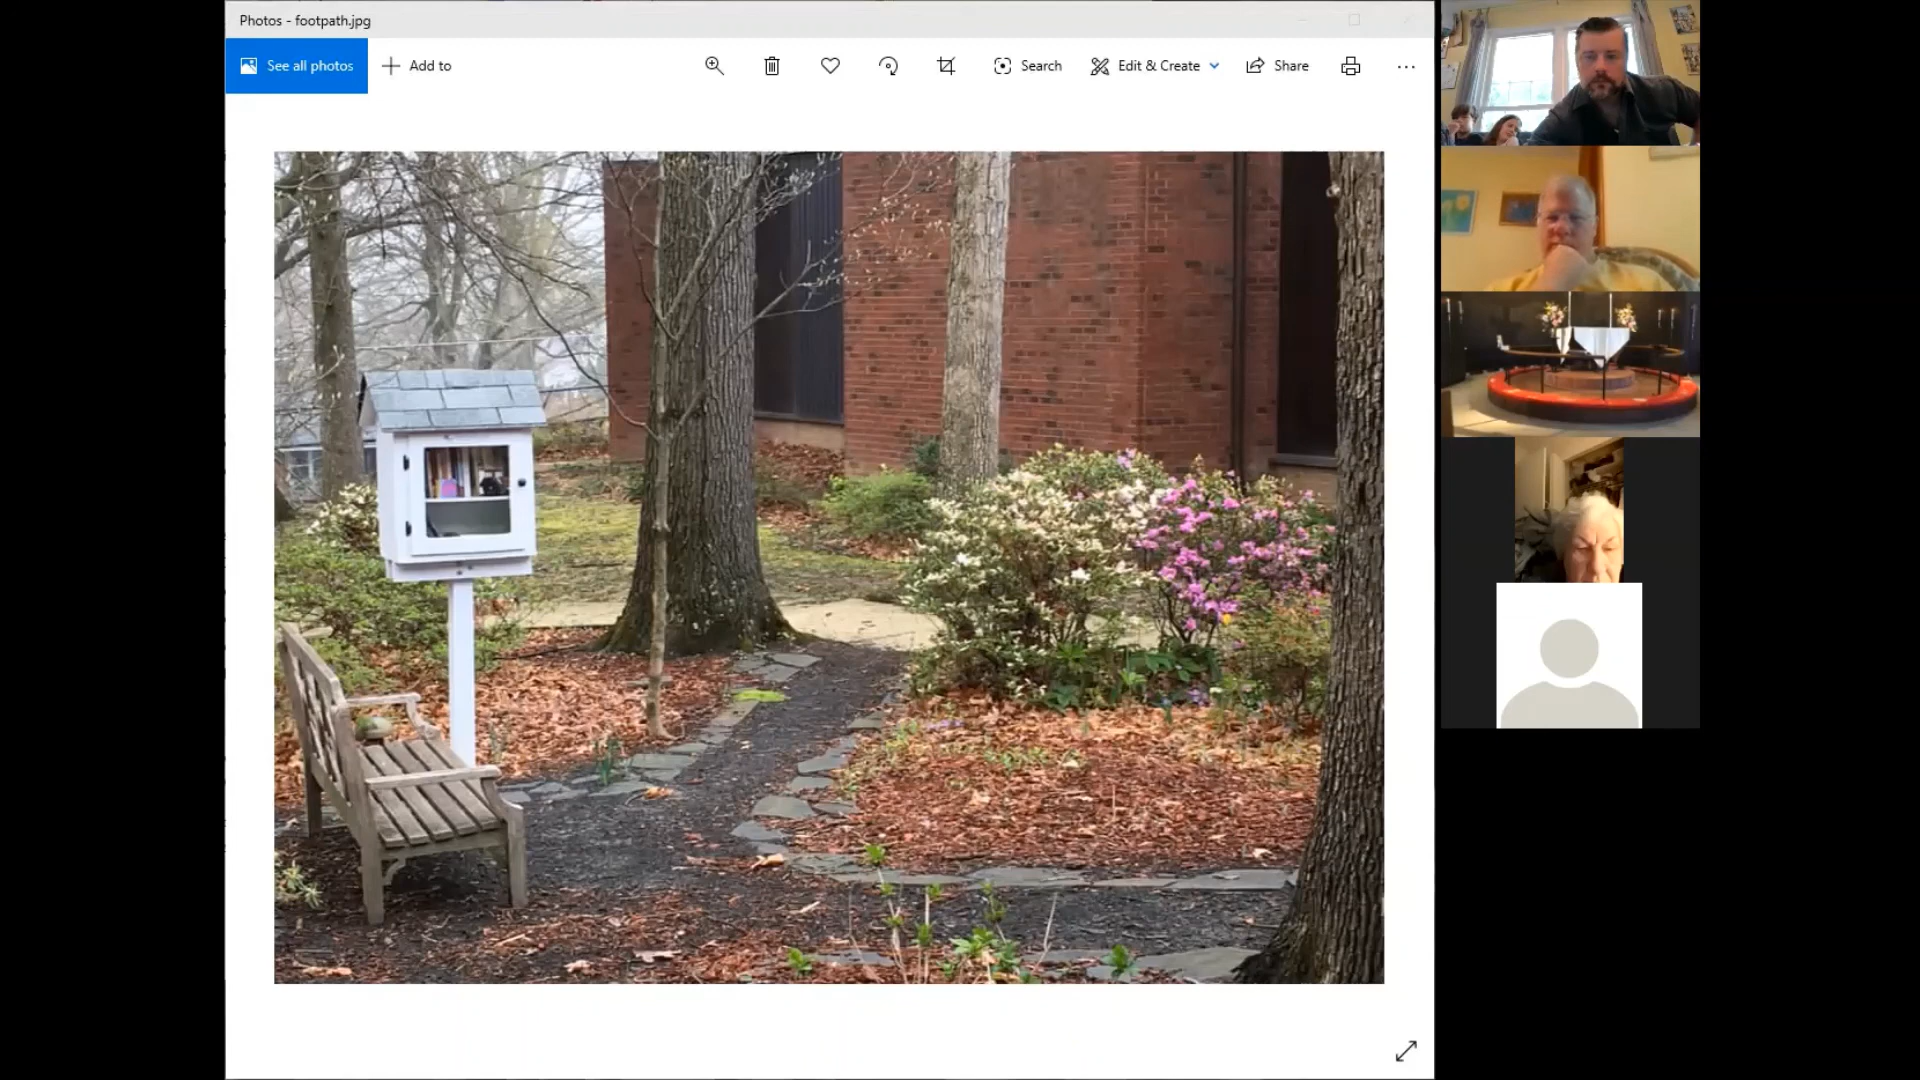 Photos - footpath.jpg
See all photos
Add to
Search
Edit & Create
Share